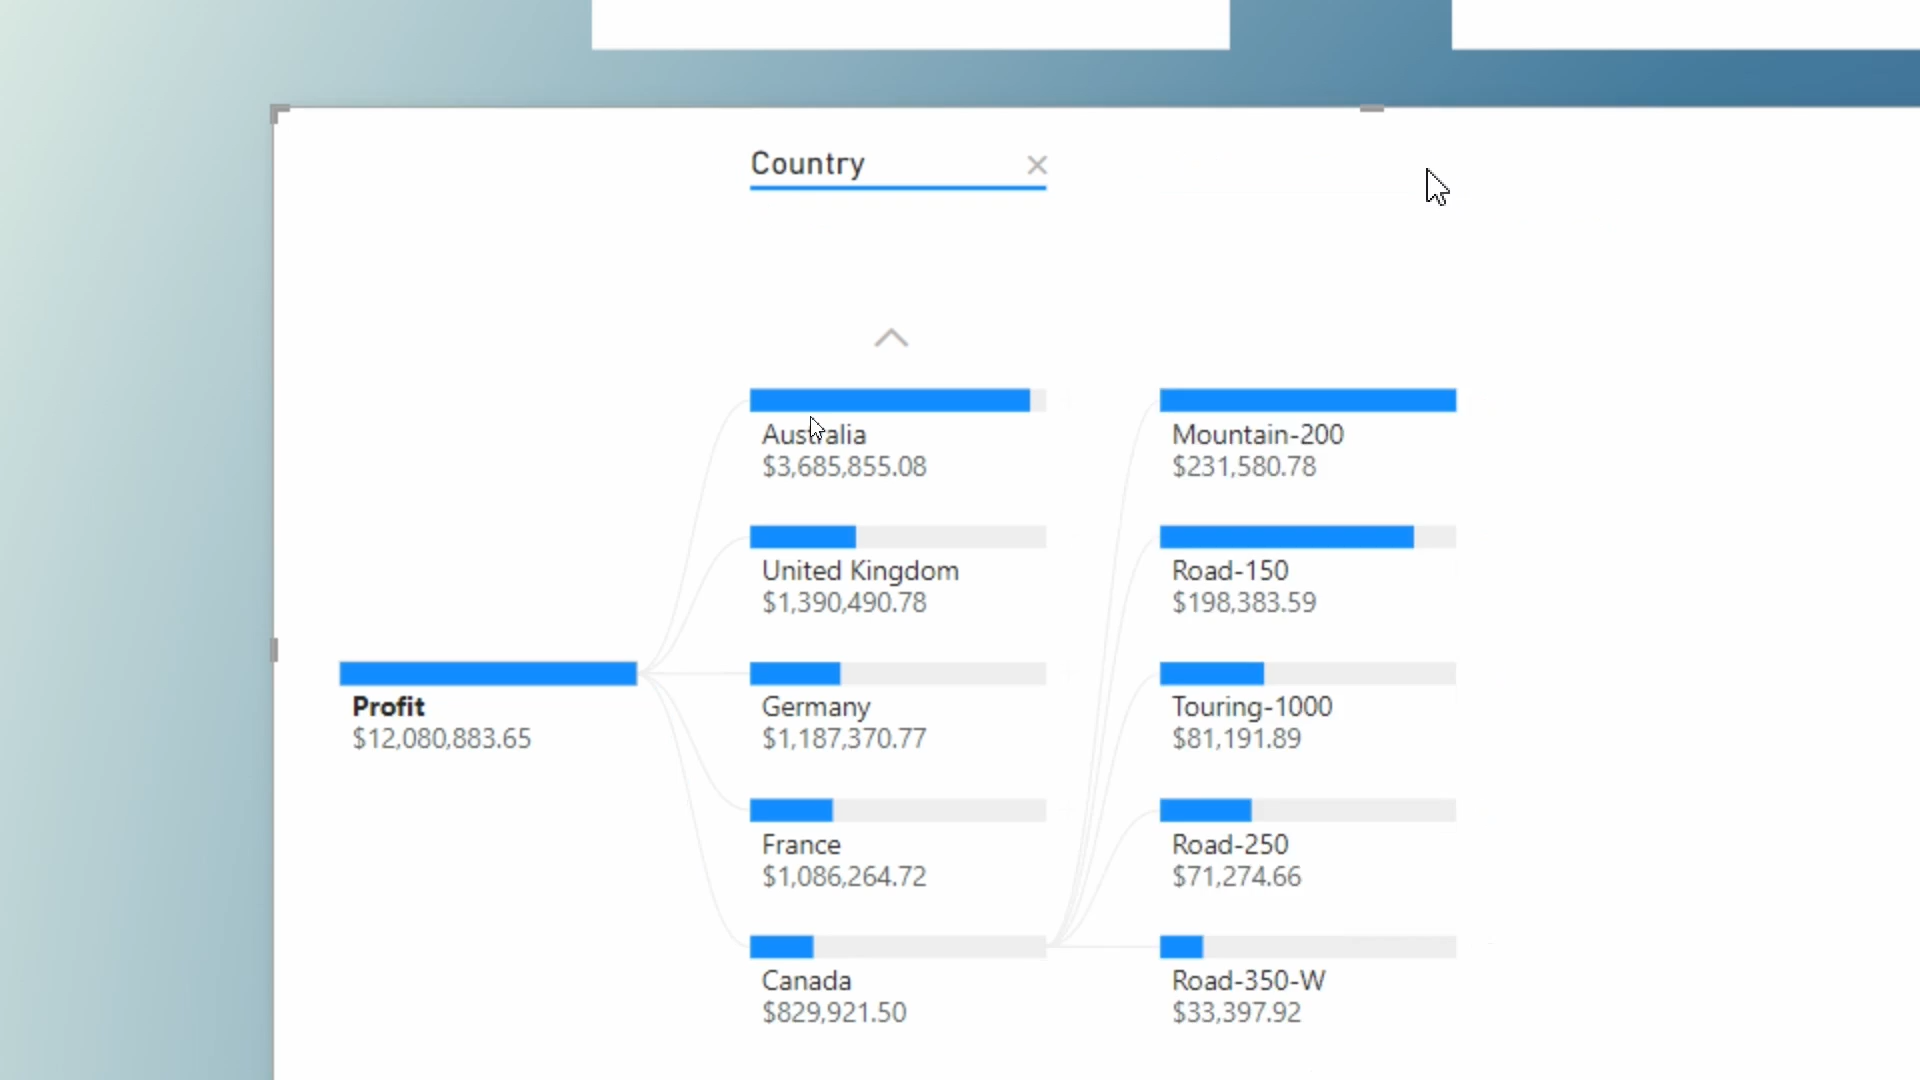 Country
Australia
$3,685,855.08
United Kingdom
$1,390,490.78
Germany
$1,187,370.77
France
$1,086,264.72
Canada
$829,921.50
Profit
$12,080,883.65
Mountain-200
$231,580.78
Road-150
$198,383.59
Touring-1000
$81,191.89
Road-250
$71,274.66
Road-350-W
$33,397.92